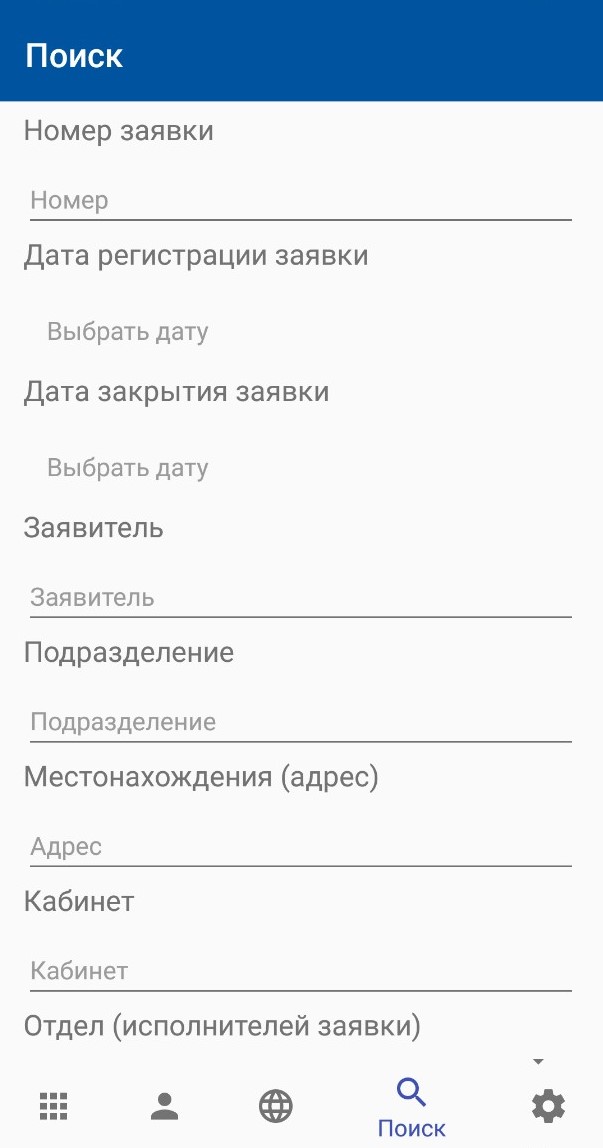 Поиск
Номер заявки
Номер
Дата регистрации заявки
Выбрать дату
Дата закрытия заявки
Выбрать дату
Заявитель
Заявитель
Подразделение
Подразделение
Местонахождения (адрес)
Адрес
Кабинет
Кабинет
Отдел (исполнителей заявки)
Поиск